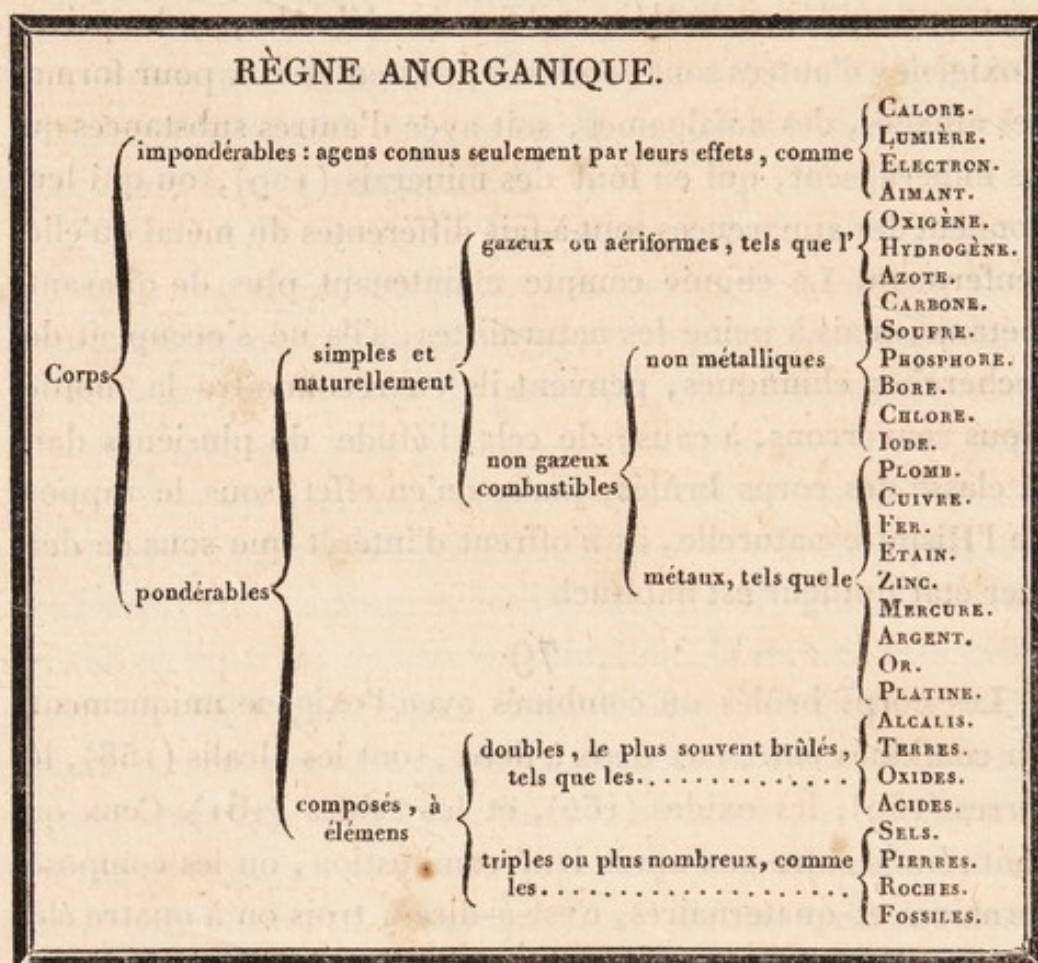 RÈGNE ANORGANIQUE.
Corps
impondérables : agens connus seulement par leurs effets, comme
CALORE.
LUMIÈRE.
ELECTRON.
AIMANT.
pondérables
simples et
naturellement
gazeux ou aériformes, tels que l'
OXIGÈNE.
HYDROGÈNE.
AZOTE.
non gazeux
combustibles
non métalliques
CARBONE.
SOUFRE.
PHOSPHORE.
BORE.
CHLORE.
IODE.
métaux, tels que le
PLOMB.
CUIVRE.
FER.
ETAIN.
ZINC.
MERCURE.
ARGENT.
OR.
PLATINE.
composés, à
élémens
doubles, le plus souvent brûlés,
tels que les. . . . . . . . . . . . . .
ALCALIS.
TERRES.
OXIDES.
ACIDES.
triples ou plus nombreux, comme
les. . . . . . . . . . . . . . . . . . . .
SELS.
PIERRES.
ROCHES.
FOSSILES.